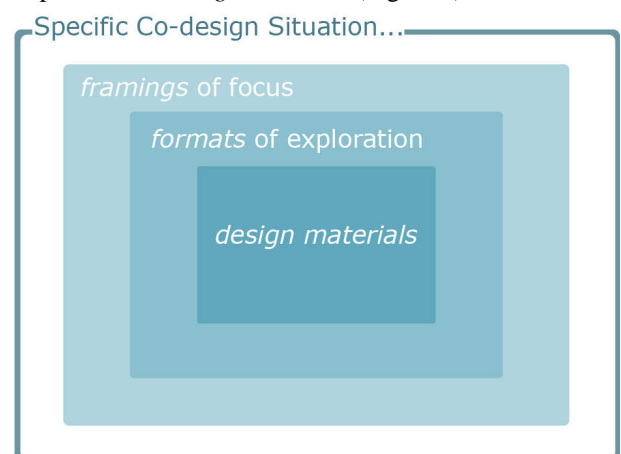 Specific Co-design Situation...
framings of focus
formats of exploration
design materials